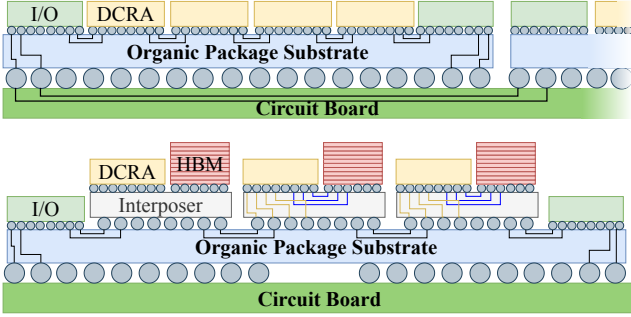 I/O DCRA
Organic Package Substrate
Circuit Board
DCRA HBM
I/O Interposer
Organic Package Substrate
Circuit Board